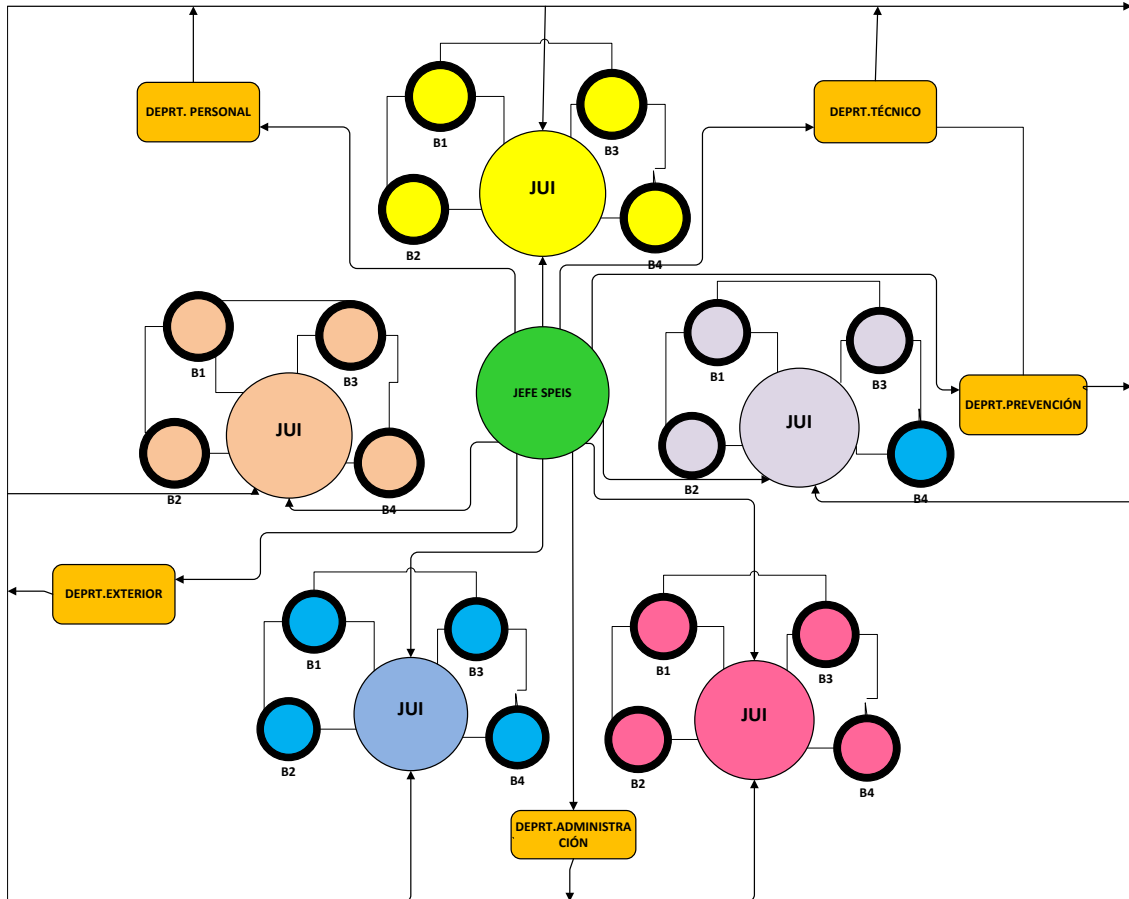 DEPRT. PERSONAL
DEPRT.TÉCNICO
B1
B3
JUI
B2
B4
B1
B3
JUI
B2
B4
JEFE SPEIS
B1
B3
JUI
B2
B4
DEPRT.PREVENCIÓN
DEPRT.EXTERIOR
B1
B3
JUI
B2
B4
B1
B3
JUI
B2
B4
DEPRT.ADMINISTRA
CIÓN